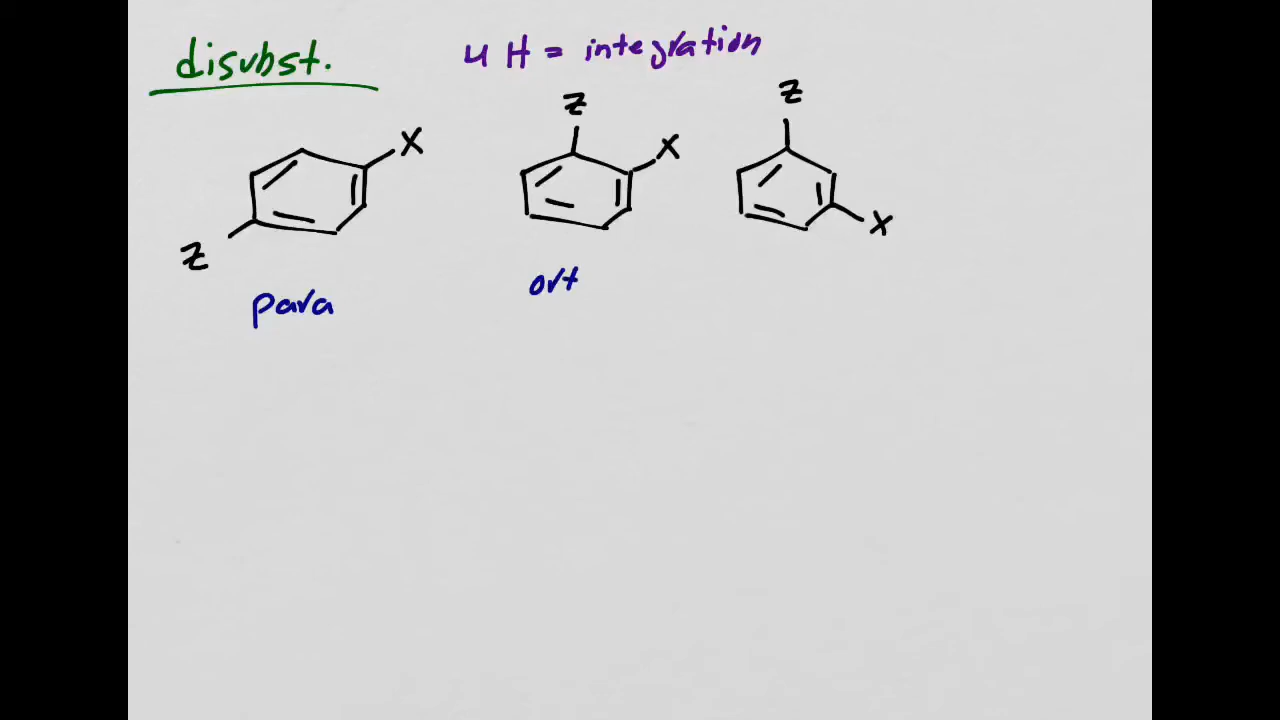 disubst. 4 H = integration
X
Z
para
Z
X
ort
Z
X